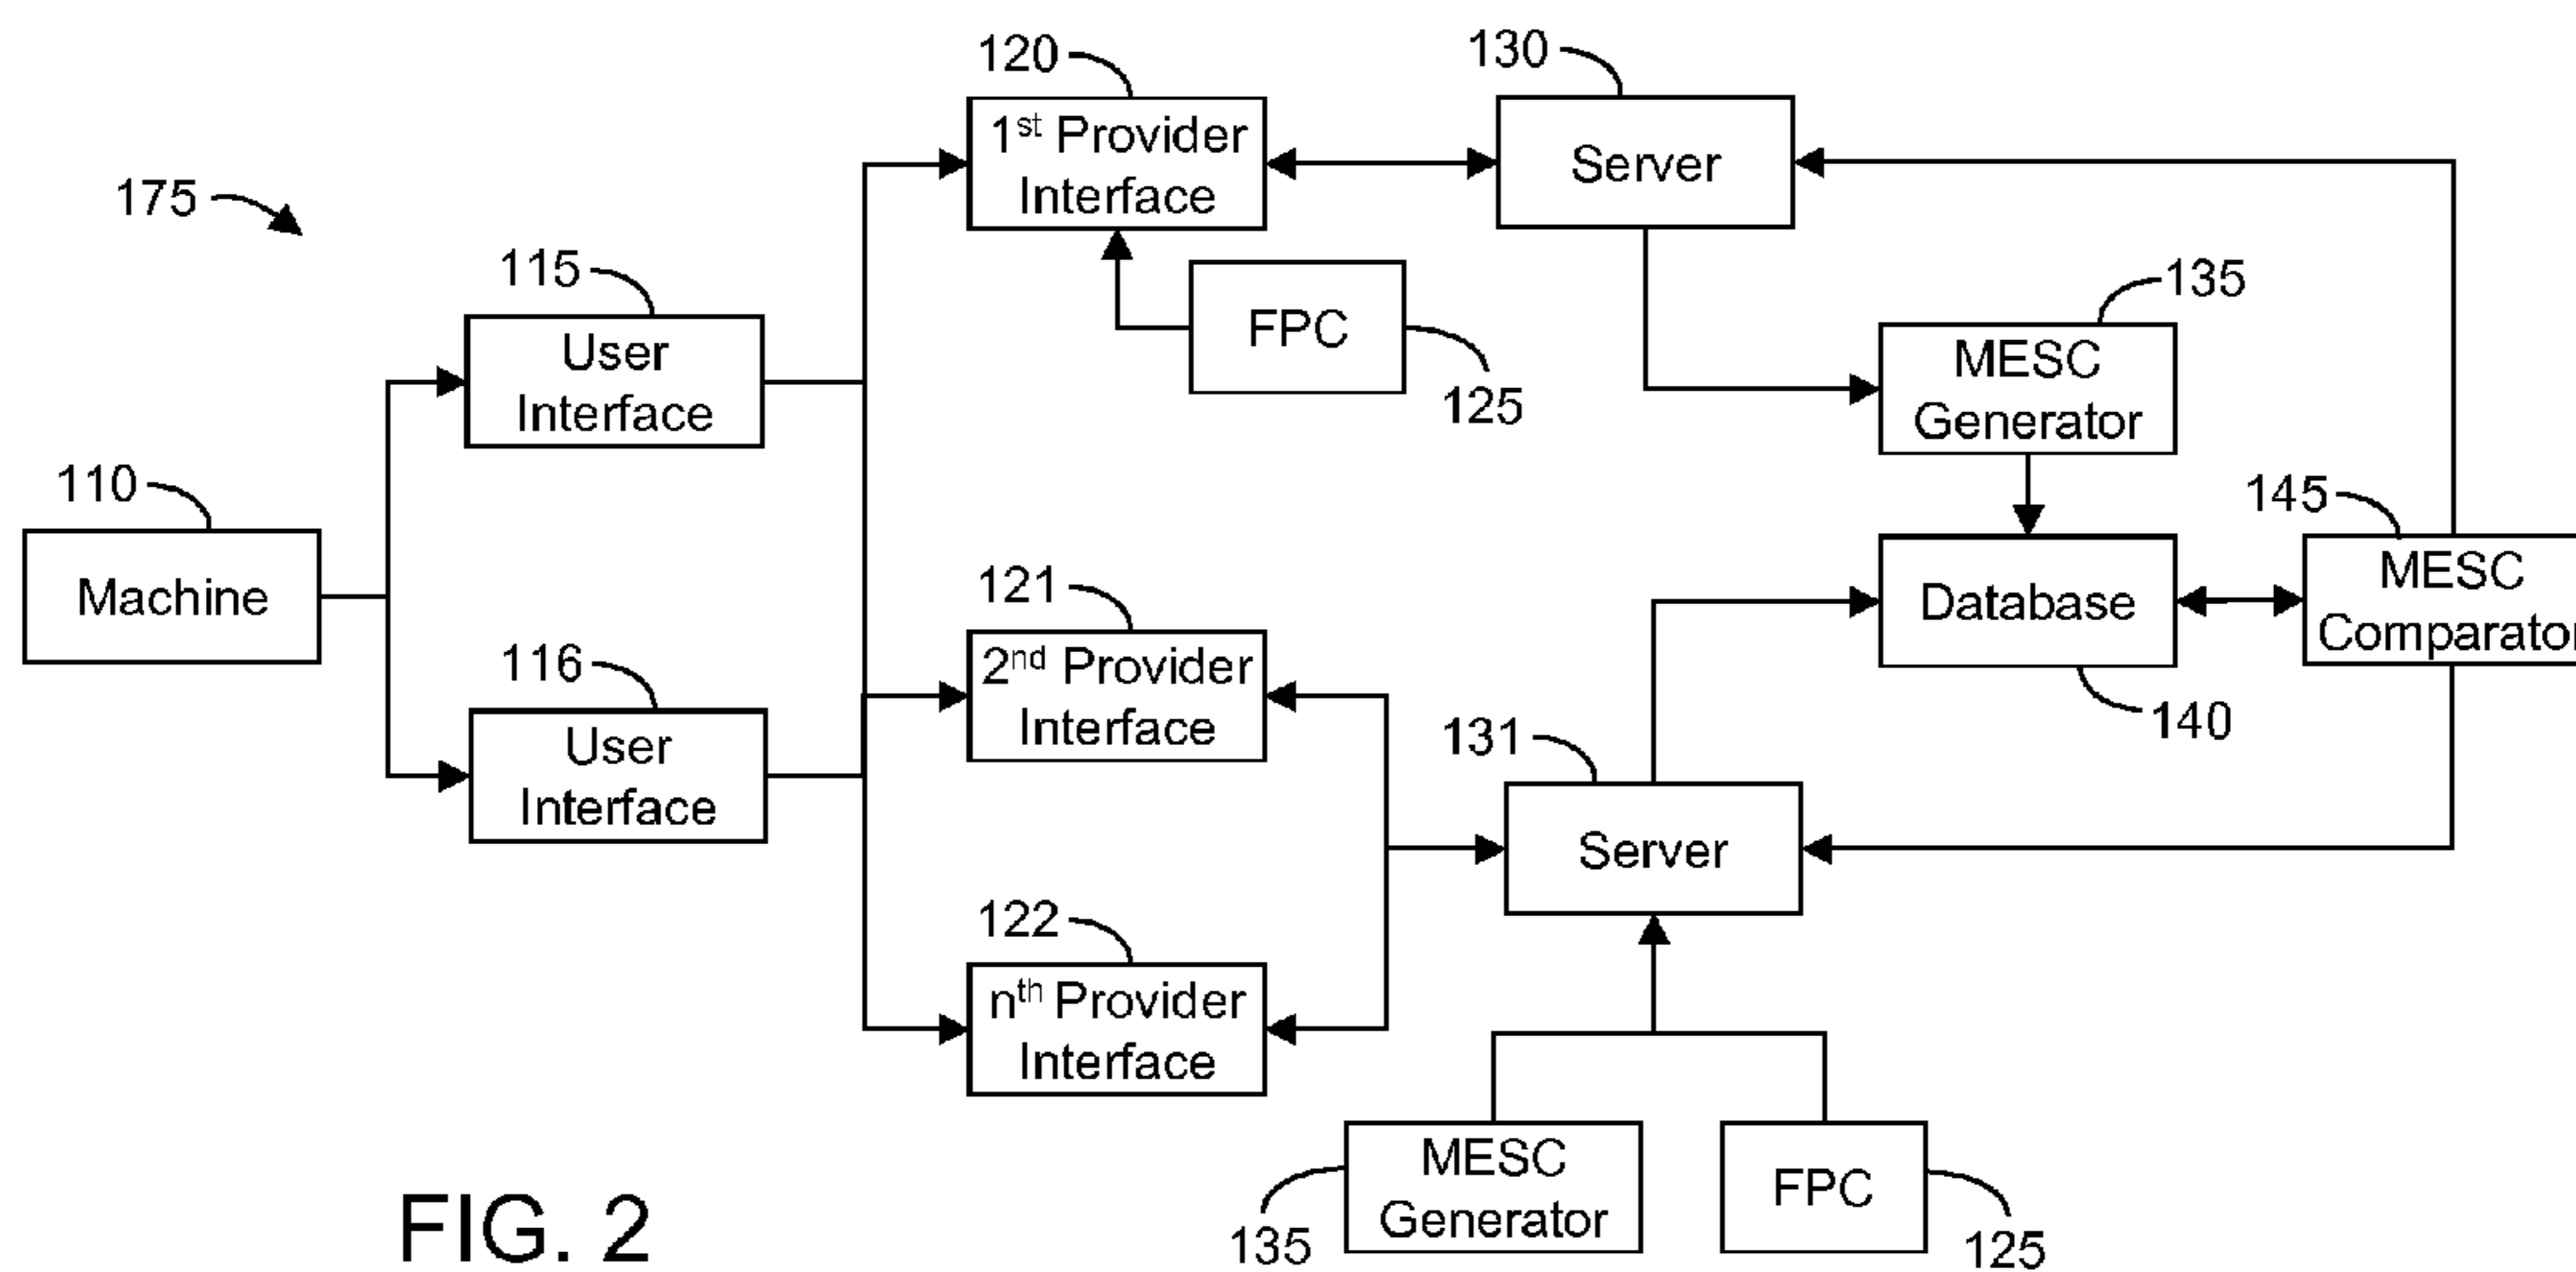 120
130
1st Provider
Interface
Server
175
115
135
User
Interface
FPC
MESC
Generator
125
110
145
Machine
121
Database
MESC
Comparator
116
2nd Provider
Interface
140
User
Interface
131
Server
122
nth Provider
Interface
MESC
Generator
FPC
135
125
FIG. 2